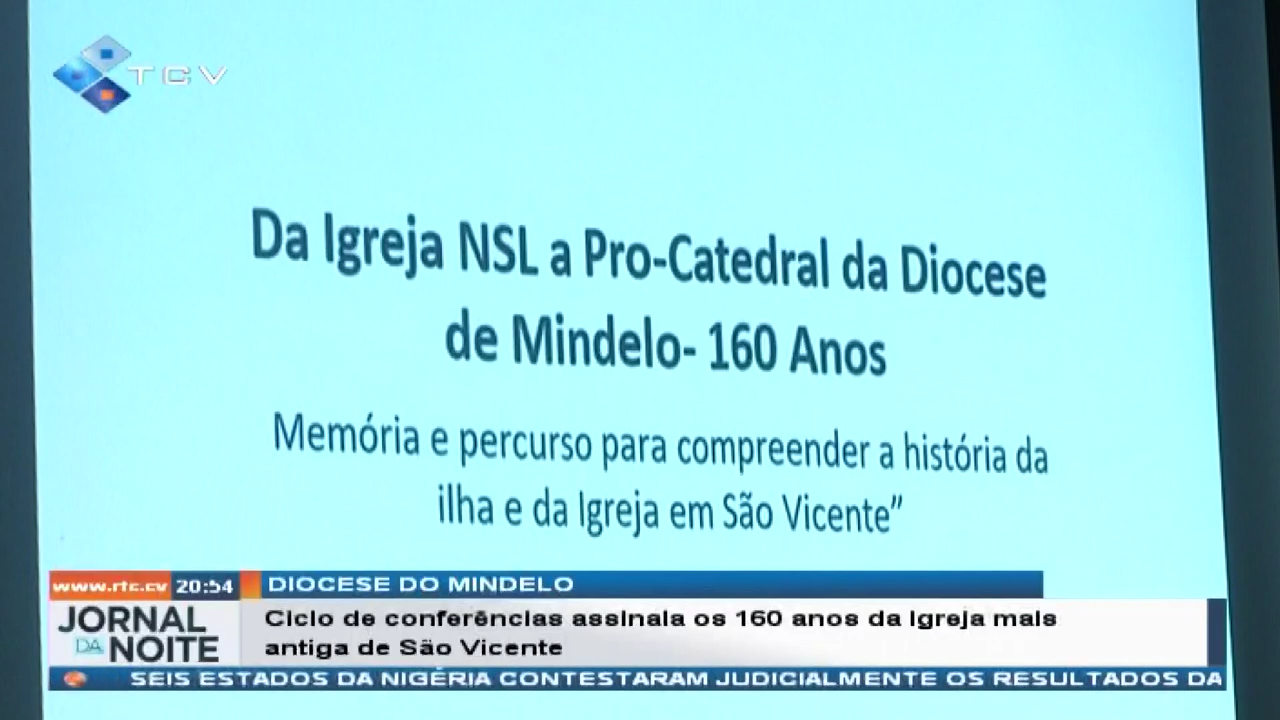 TCV
Da Igreja NSL a Pro-Catedral da Diocese
de Mindelo- 160 Anos
Memória e percurso para compreender a história da
ilha e da Igreja em São Vicente”
www.rtc.cv 20:54 DIOCESE DO MINDELO
JORNAL DA NOITE
Ciclo de conferências assinala os 160 anos da igreja mais
antiga de São Vicente
SEIS ESTADOS DA NIGÉRIA CONTESTARAM JUDICIALMENTE OS RESULTADOS DA